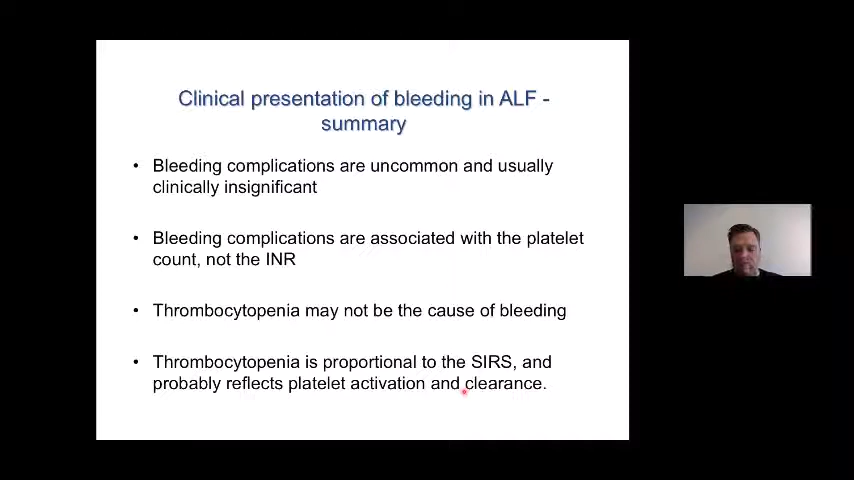 Clinical presentation of bleeding in ALF -
summary
• Bleeding complications are uncommon and usually
clinically insignificant
• Bleeding complications are associated with the platelet
count, not the INR
• Thrombocytopenia may not be the cause of bleeding
• Thrombocytopenia is proportional to the SIRS, and
probably reflects platelet activation and clearance.